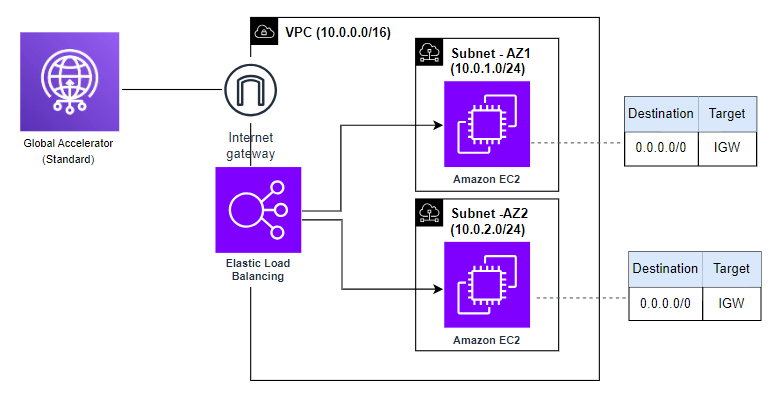 VPC (10.0.0.0/16)
Global Accelerator
(Standard)
Internet
gateway
Elastic Load
Balancing
Subnet - AZ1
(10.0.1.0/24)
Amazon EC2
Destination Target
0.0.0.0/0 IGW
Subnet -AZ2
(10.0.2.0/24)
Amazon EC2
Destination Target
0.0.0.0/0 IGW